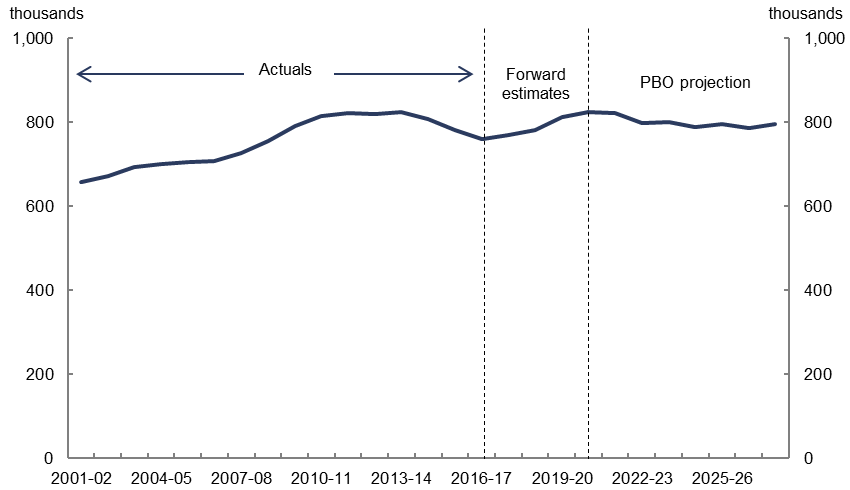 thousands thousands
1,000 1,000
Actuals
Forward
estimates
PBO projection
800 800
600 600
400 400
200 200
0 0
2001-02 2004-05 2007-08 2010-11 2013-14 2016-17 2019-20 2022-23 2025-26